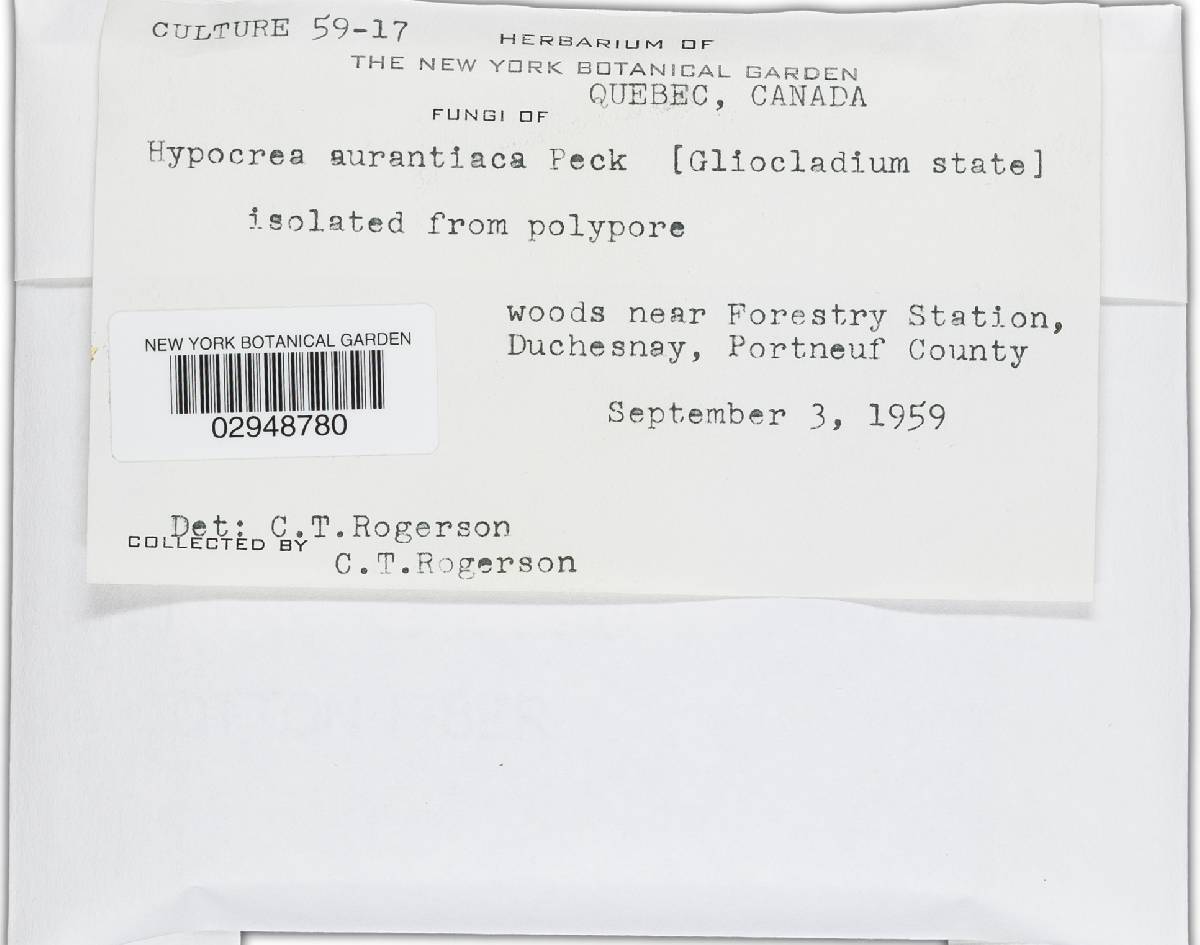 CULTURE 59-17
HERBARIUM OF
THE NEW YORK BOTANICAL GARDEN
QUEBEC, CANADA
FUNGI OF
Hypocrea aurantiaca Peck [Gliocladium state]
isolated from polypore
woods near Forestry Station,
Duchesnay, Portneuf County
September 3, 1959
NEW YORK BOTANICAL GARDEN
02948780
Det: C.T.Rogerson
COLLECTED BY
C.T.Rogerson